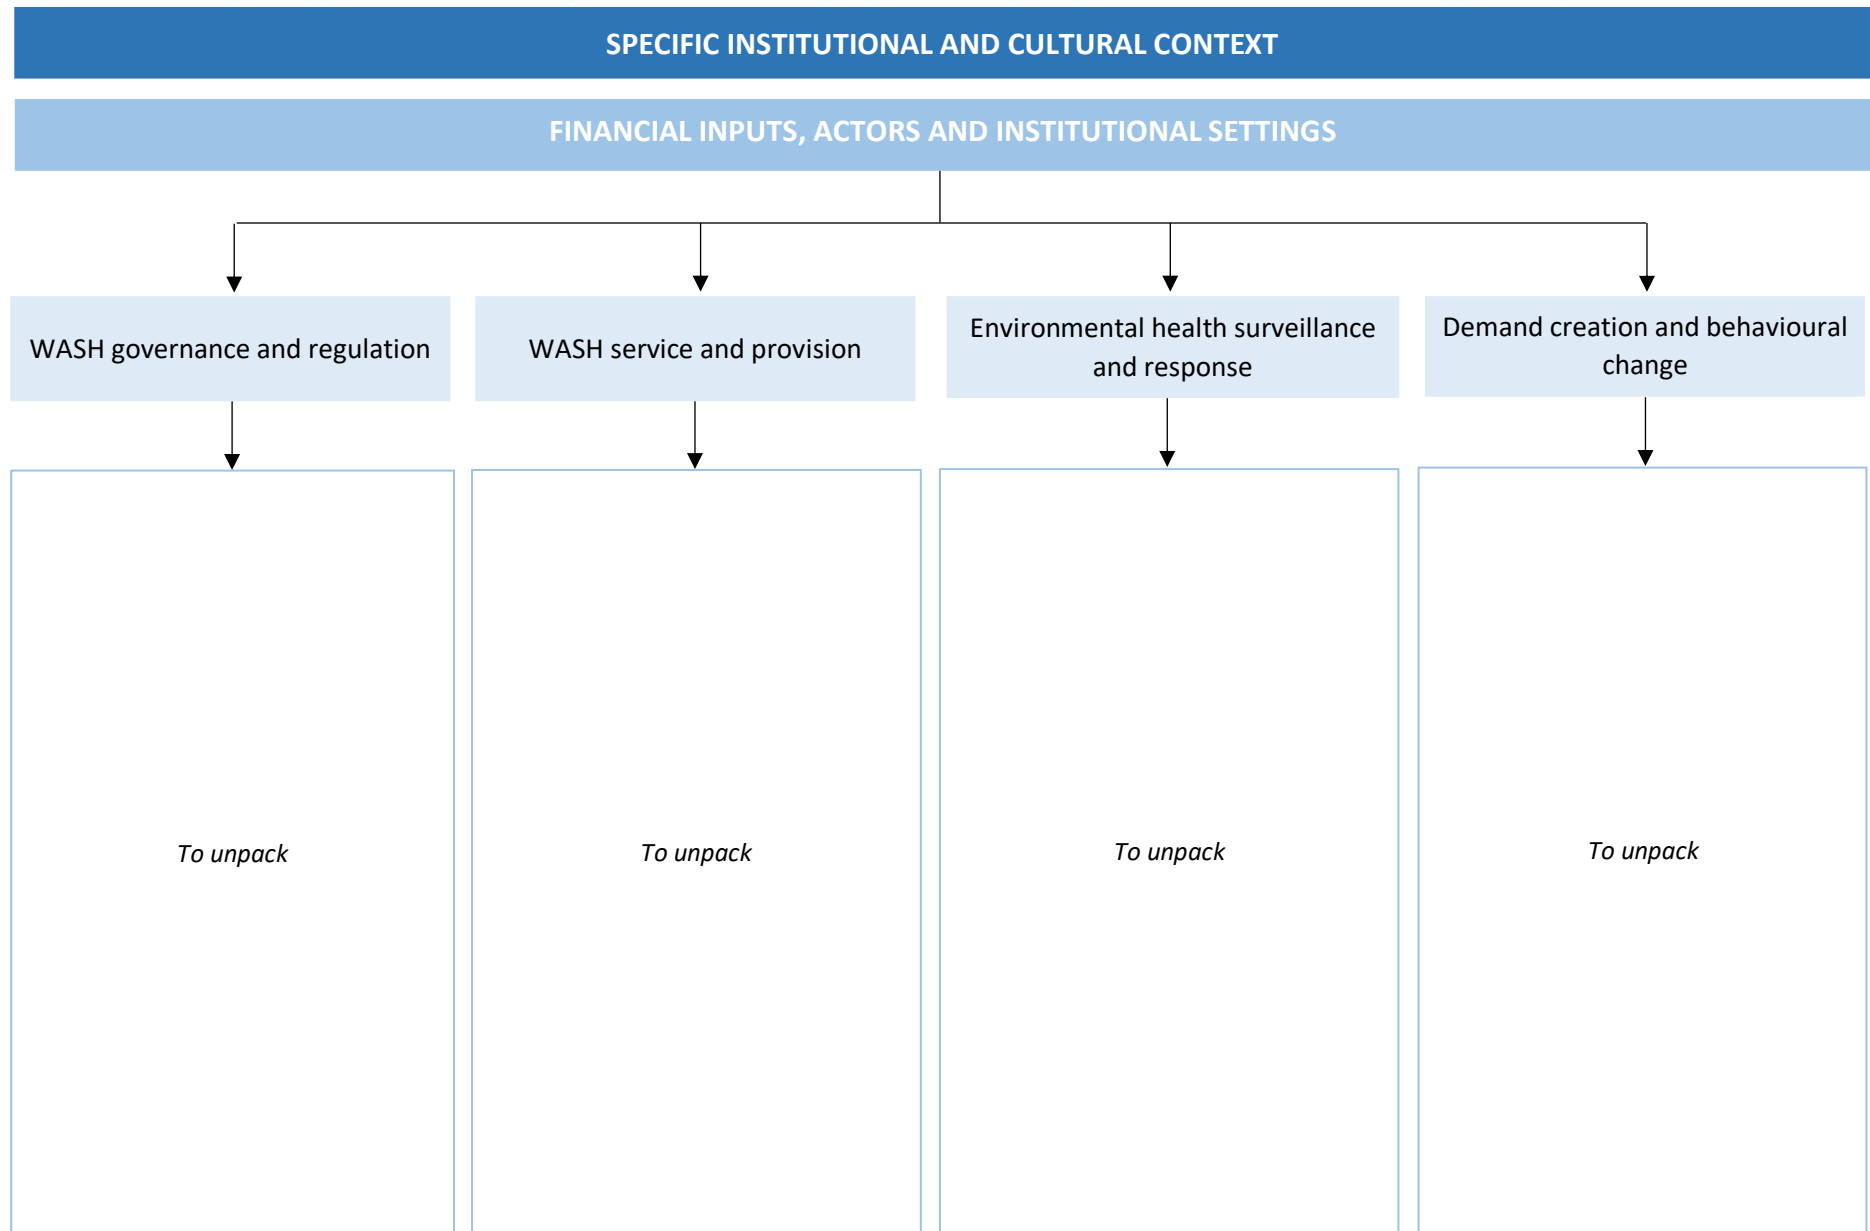 SPECIFIC INSTITUTIONAL AND CULTURAL CONTEXT
FINANCIAL INPUTS, ACTORS AND INSTITUTIONAL SETTINGS
WASH governance and regulation
WASH service and provision
Environmental health surveillance
and response
Demand creation and behavioural
change
To unpack
To unpack
To unpack
To unpack